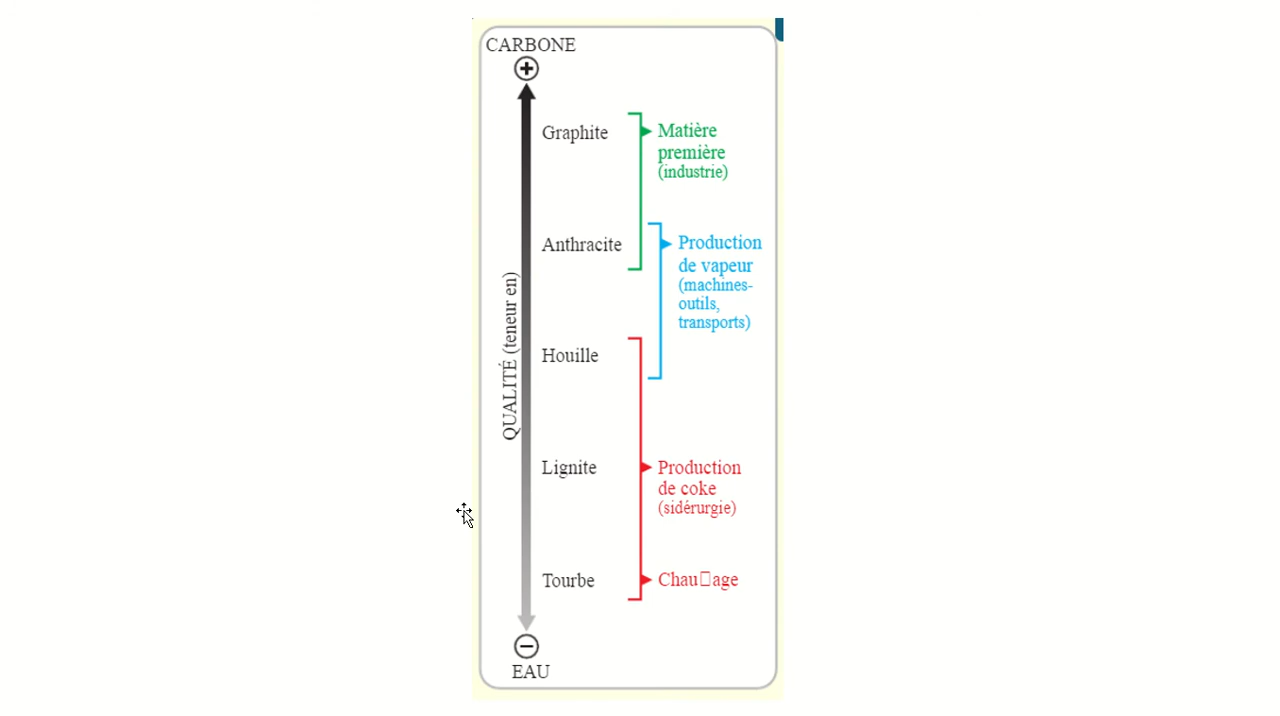 CARBONE
Graphite
Matière
première
(industrie)
Anthracite
Production
de vapeur
(machines-
outils,
transports)
QUALITÉ (teneur en)
Houille
Lignite
Production
de coke
(sidérurgie)
Tourbe
Chau□age
EAU